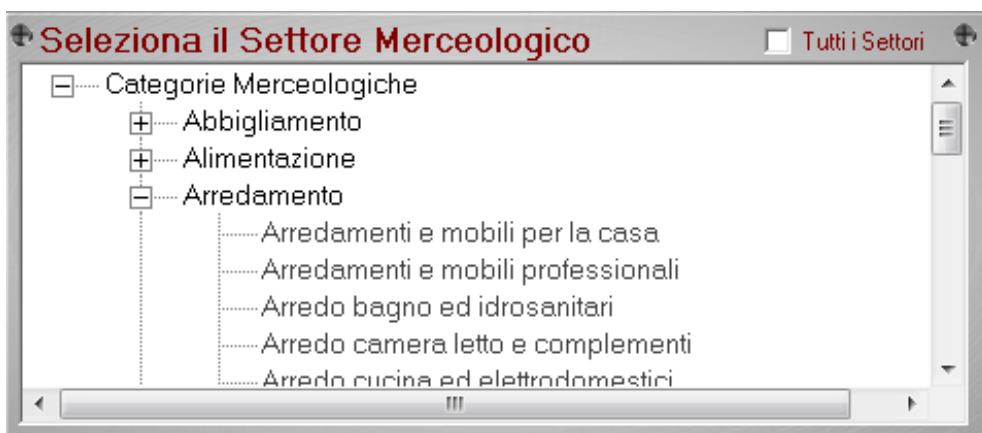 Seleziona il Settore Merceologico Tutti i Settori
Categorie Merceologiche
Abbigliamento
Alimentazione
Arredamento
Arredamenti e mobili per la casa
Arredamenti e mobili professionali
Arredo bagno ed idrosanitari
Arredo camera letto e complementi
Arredo cucina ed elettrodomestici